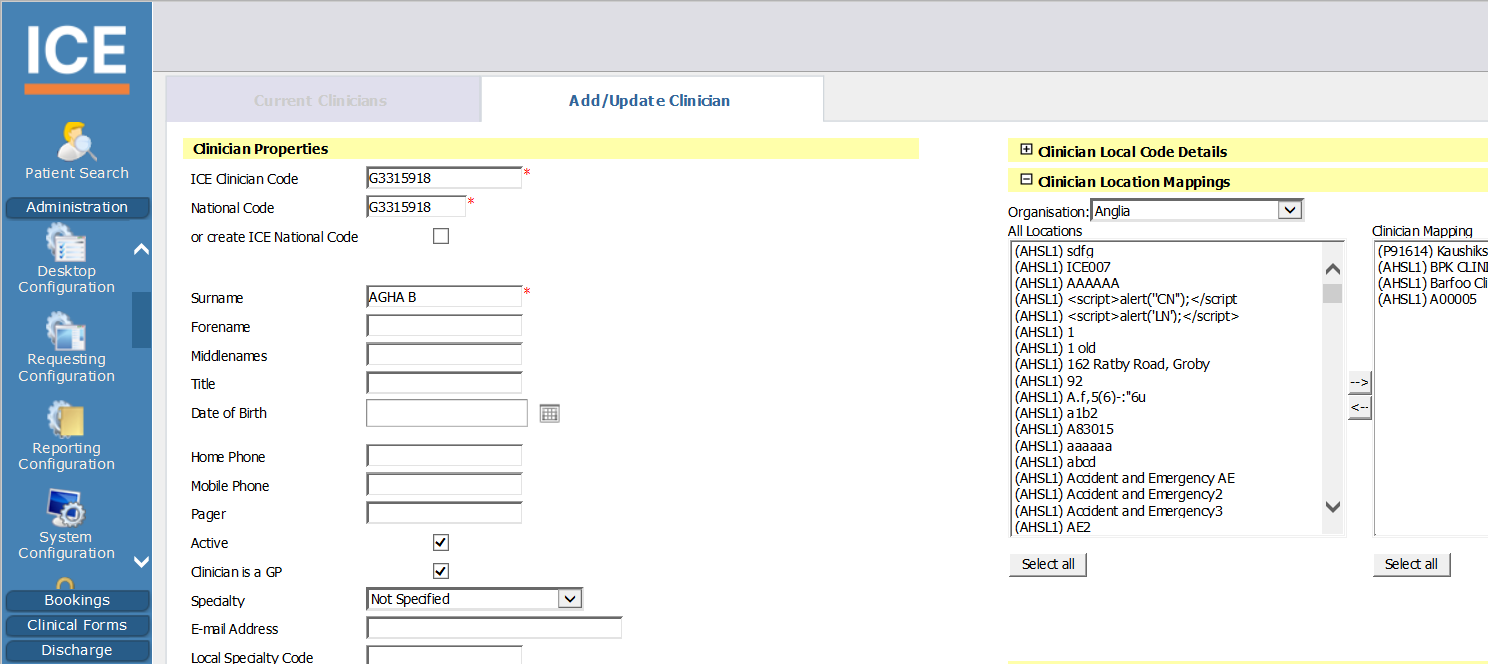 ICE
Patient Search
Administration
Desktop
Configuration
Requesting
Configuration
Reporting
Configuration
System
Configuration
Bookings
Clinical Forms
Discharge
Current Clinicians
Add/Update Clinician
Clinician Properties
ICE Clinician Code G3315918 *
National Code G3315918 *
or create ICE National Code
Surname AGHA B *
Forename
Middlenames
Title
Date of Birth
Home Phone
Mobile Phone
Pager
Active
Clinician is a GP
Specialty Not Specified
E-mail Address
Local Specialty Code
Clinician Local Code Details
Clinician Location Mappings
Organisation: Anglia
All Locations
(AHSL1) sdfg
(AHSL1) ICE007
(AHSL1) AAAAAA
(AHSL1) <script>alert("CN");</script
(AHSL1) <script>alert('LN');</script>
(AHSL1) 1
(AHSL1) 1 old
(AHSL1) 162 Ratby Road, Groby
(AHSL1) 92
(AHSL1) A.f,5(6)-:"6u
(AHSL1) a1b2
(AHSL1) A83015
(AHSL1) aaaaaa
(AHSL1) abcd
(AHSL1) Accident and Emergency AE
(AHSL1) Accident and Emergency2
(AHSL1) Accident and Emergency3
(AHSL1) AE2
Select all
-->
<--
Clinician Mapping
(P91614) Kaushiks
(AHSL1) BPK CLINI
(AHSL1) Barfoo Cli
(AHSL1) A00005
Select all